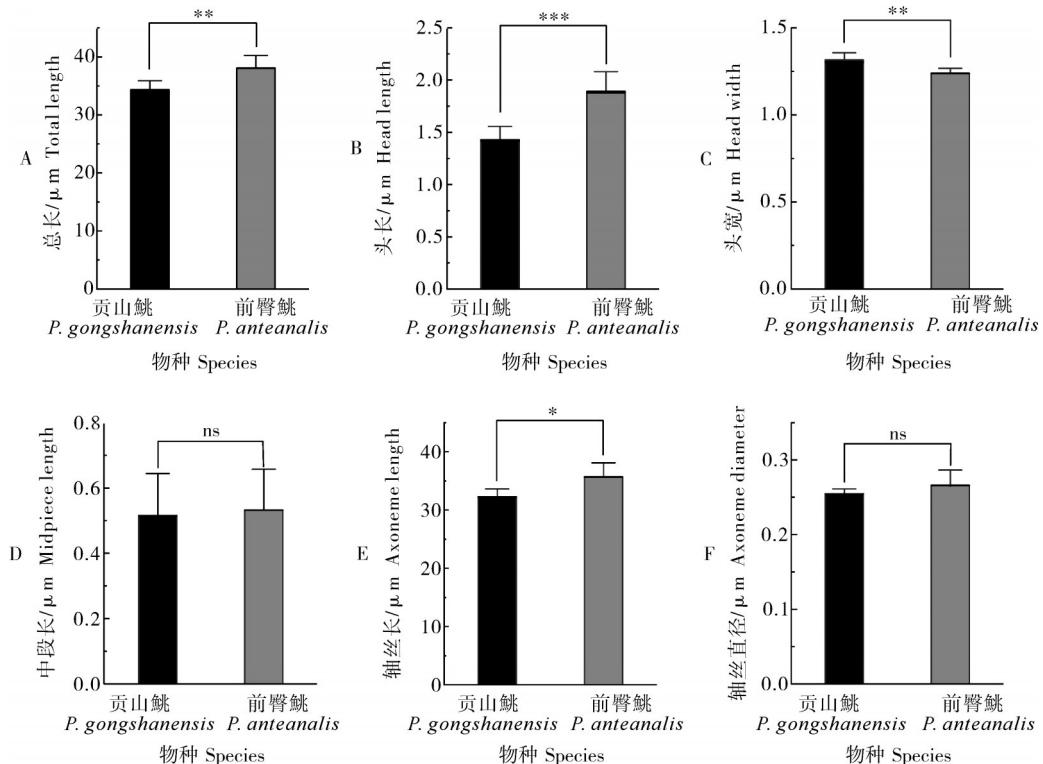 **
40
30
20
10
0
A
总长/μm Total length
贡山鮡
P. gongshanensis
前臀鮡
P. anteanalis
物种 Species
***
2.5
2.0
1.5
1.0
0.5
0.0
B
头长/μm Head length
贡山鮡
P. gongshanensis
前臀鮡
P. anteanalis
物种 Species
**
1.5
1.2
0.6
0.0
C
头宽/μm Head width
贡山鮡
P. gongshanensis
前臀鮡
P. anteanalis
物种 Species
ns
0.8
0.6
0.4
0.2
0.0
D
中段长/μm Midpiece length
贡山鮡
P. gongshanensis
前臀鮡
P. anteanalis
物种 Species
*
40
30
20
10
0
E
轴丝长/μm Axoneme length
贡山鮡
P. gongshanensis
前臀鮡
P. anteanalis
物种 Species
ns
0.3
0.2
0.1
0.0
F
轴丝直径/μm Axoneme diameter
贡山鮡
P. gongshanensis
前臀鮡
P. anteanalis
物种 Species